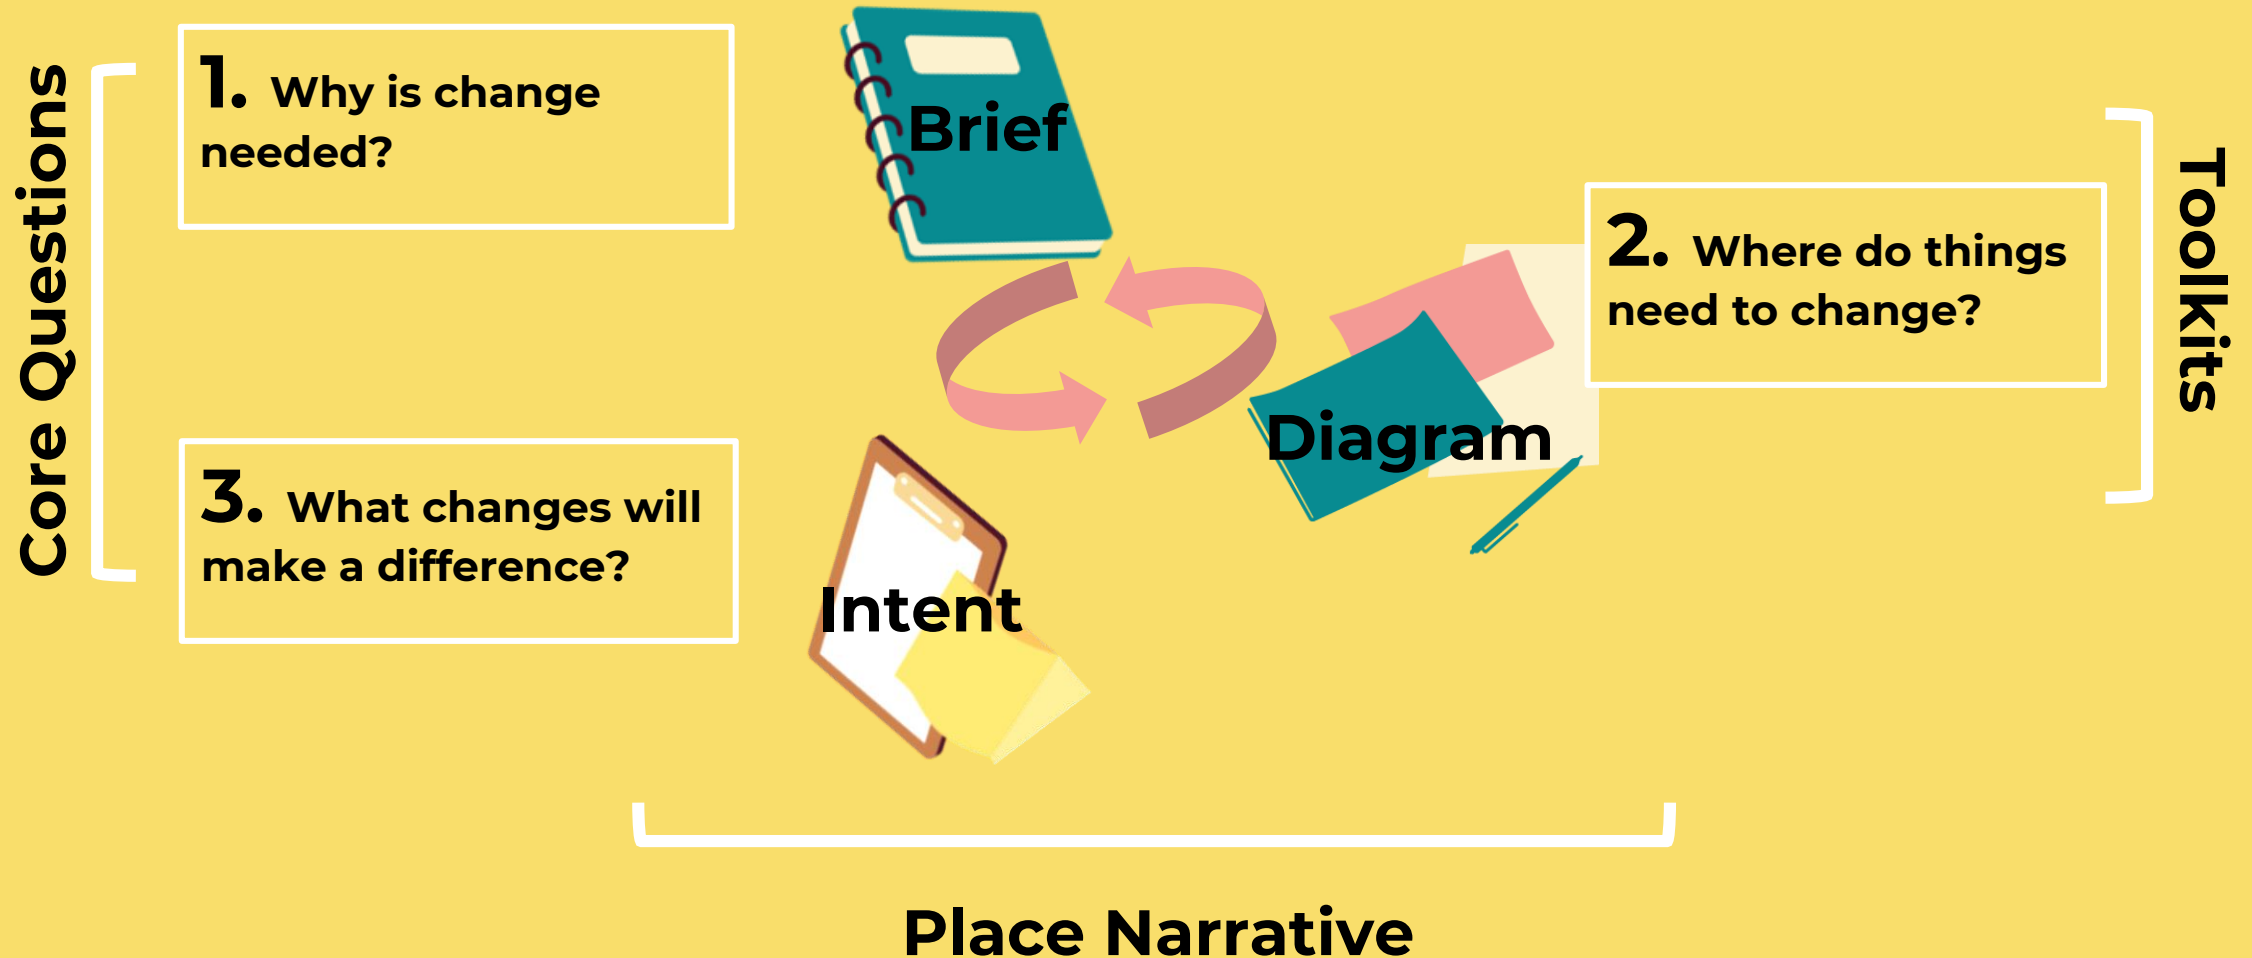 Core Questions
1. Why is change
needed?
Brief
Toolkits
2. Where do things
need to change?
Diagram
3. What changes will
make a difference?
Intent
Place Narrative